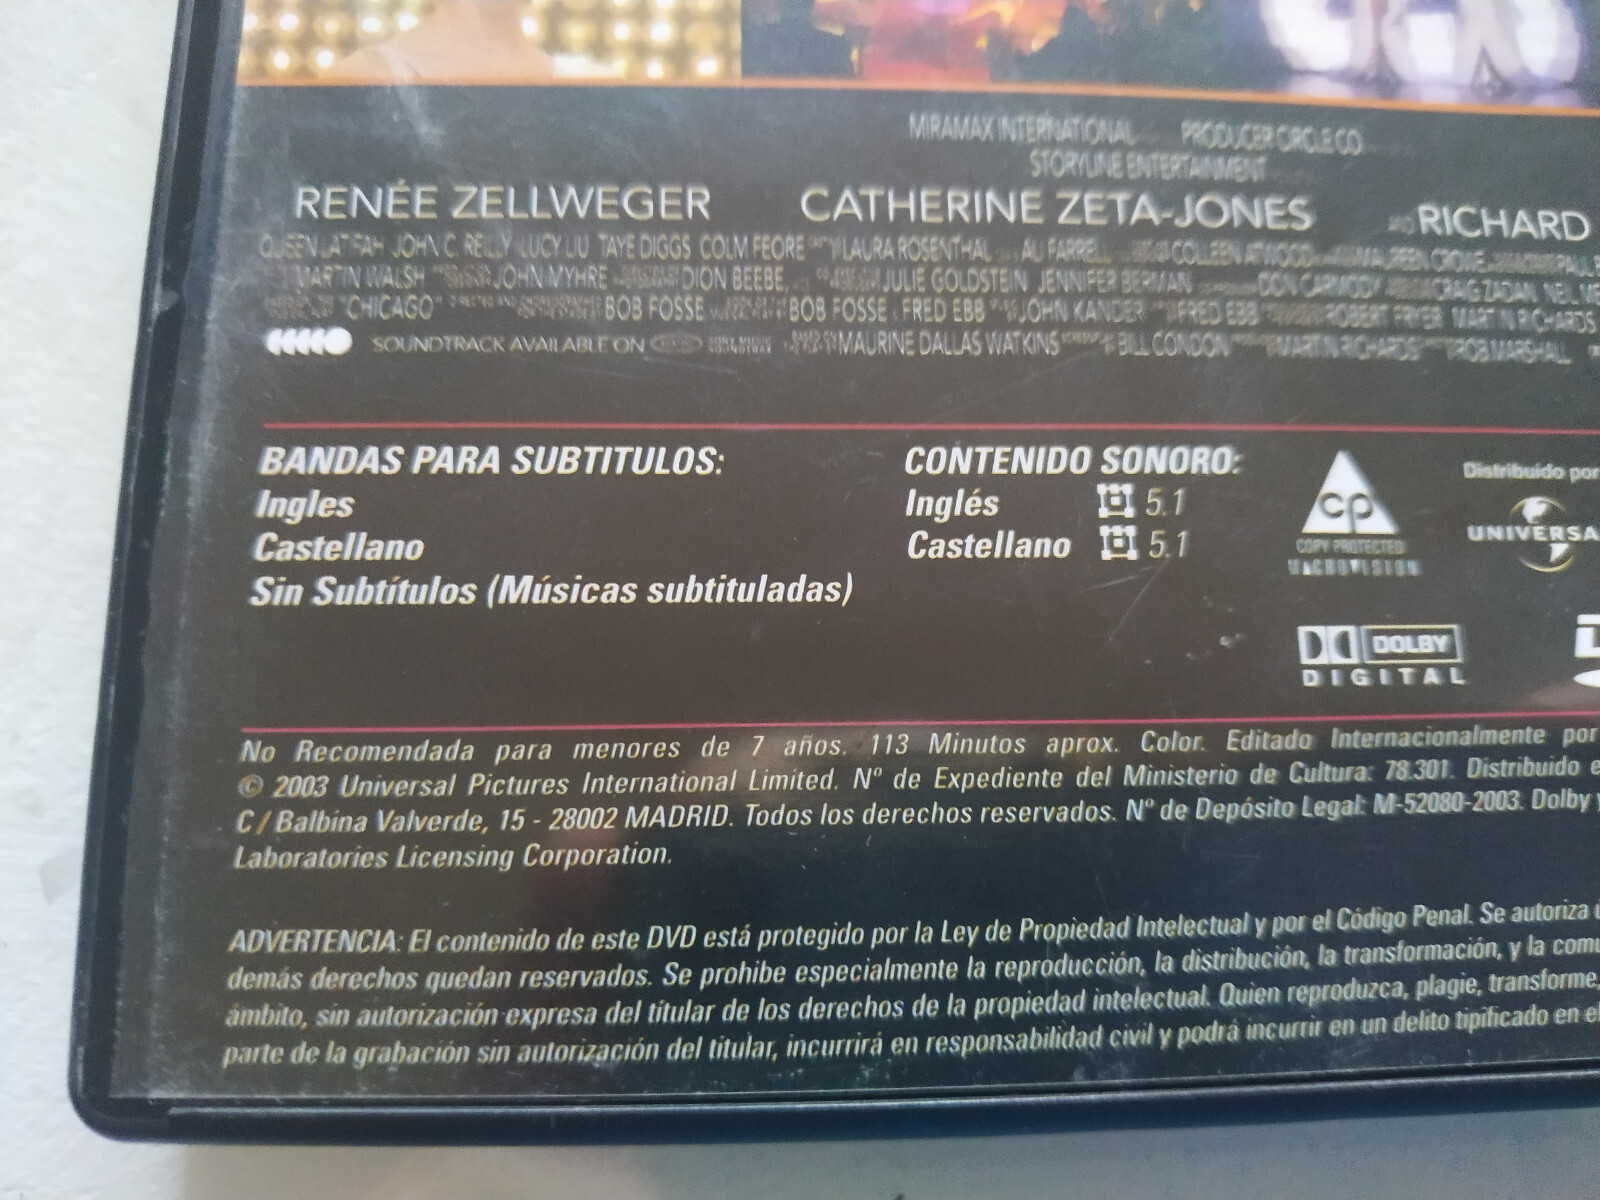 MIRAMAX INTERNATIONAL PRODUCER CIRCLE CO
STORYLINE ENTERTAINMENT
RENÉE ZELLWEGER CATHERINE ZETA-JONES AND RICHARD
QUEEN LATIFAH JOHN C. REILLY LUCY LIU TAYE DIGGS COLM FEORE LAURA ROSENTHAL ALI FARRELL COLLEEN ATWOOD MAUREEN CROWE PAUL
MARTIN WALSH JOHN MYHRE DION BEEBE, JULIE GOLDSTEIN JENNIFER BERMAN DON CARMODY CRAIG ZADAN NEIL
"CHICAGO" BOB FOSSE BOB FOSSE FRED EBB JOHN KANDER FRED EBB ROBERT FRYER MARTIN RICHARDS
SOUNDTRACK AVAILABLE ON MAURINE DALLAS WATKINS BILL CONDON MARTIN RICHARDS ROB MARSHALL
BANDAS PARA SUBTITULOS:
Ingles
Castellano
Sin Subtítulos (Músicas subtituladas)
CONTENIDO SONORO:
Inglés 5.1
Castellano 5.1
cp
COPY PROTECTED
MACROVISION
Distribuido por
UNIVERSA
DOLBY
DIGITAL
No Recomendada para menores de 7 años. 113 Minutos aprox. Color. Editado Internacionalmente por
© 2003 Universal Pictures International Limited. Nº de Expediente del Ministerio de Cultura: 78.301. Distribuido e
C/ Balbina Valverde, 15 - 28002 MADRID. Todos los derechos reservados. Nº de Depósito Legal: M-52080-2003. Dolby y
Laboratories Licensing Corporation.
ADVERTENCIA: El contenido de este DVD está protegido por la Ley de Propiedad Intelectual y por el Código Penal. Se autoriza
demás derechos quedan reservados. Se prohibe especialmente la reproducción, la distribución, la transformación, y la comu
ámbito, sin autorización expresa del titular de los derechos de la propiedad intelectual. Quien reproduzca, plagie, transforme,
parte de la grabación sin autorización del titular, incurrirá en responsabilidad civil y podrá incurrir en un delito tipificado en el